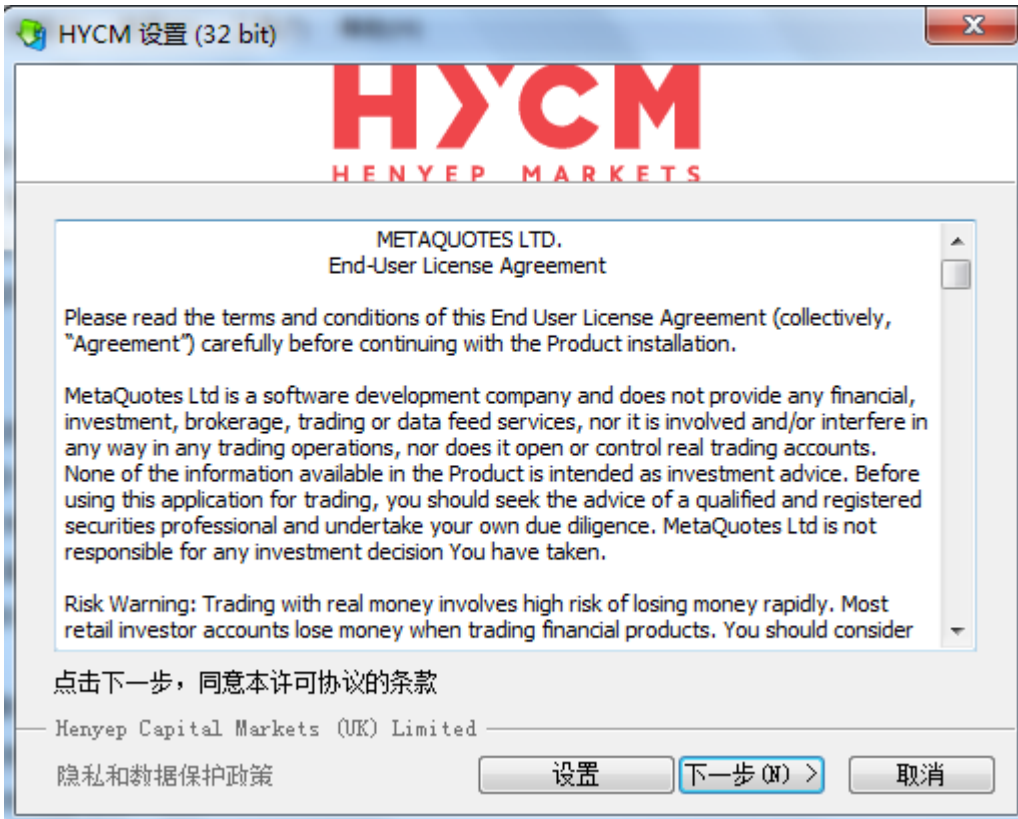 HYCM 设置 (32 bit)
HYCM
HENYEP MARKETS
METAQUOTES LTD.
End-User License Agreement
Please read the terms and conditions of this End User License Agreement (collectively,
“Agreement”) carefully before continuing with the Product installation.
MetaQuotes Ltd is a software development company and does not provide any financial,
investment, brokerage, trading or data feed services, nor it is involved and/or interfere in
any way in any trading operations, nor does it open or control real trading accounts.
None of the information available in the Product is intended as investment advice. Before
using this application for trading, you should seek the advice of a qualified and registered
securities professional and undertake your own due diligence. MetaQuotes Ltd is not
responsible for any investment decision You have taken.
Risk Warning: Trading with real money involves high risk of losing money rapidly. Most
retail investor accounts lose money when trading financial products. You should consider
点击下一步，同意本许可协议的条款
Henyep Capital Markets (UK) Limited
隐私和数据保护政策
设置
下一步(N) >
取消